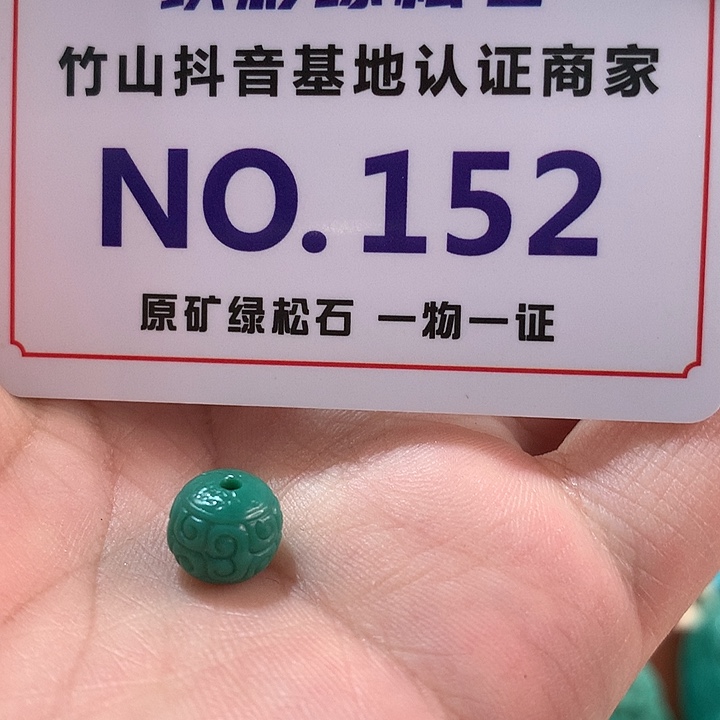 竹山抖音基地认证商家
NO.152
原矿绿松石 一物一证